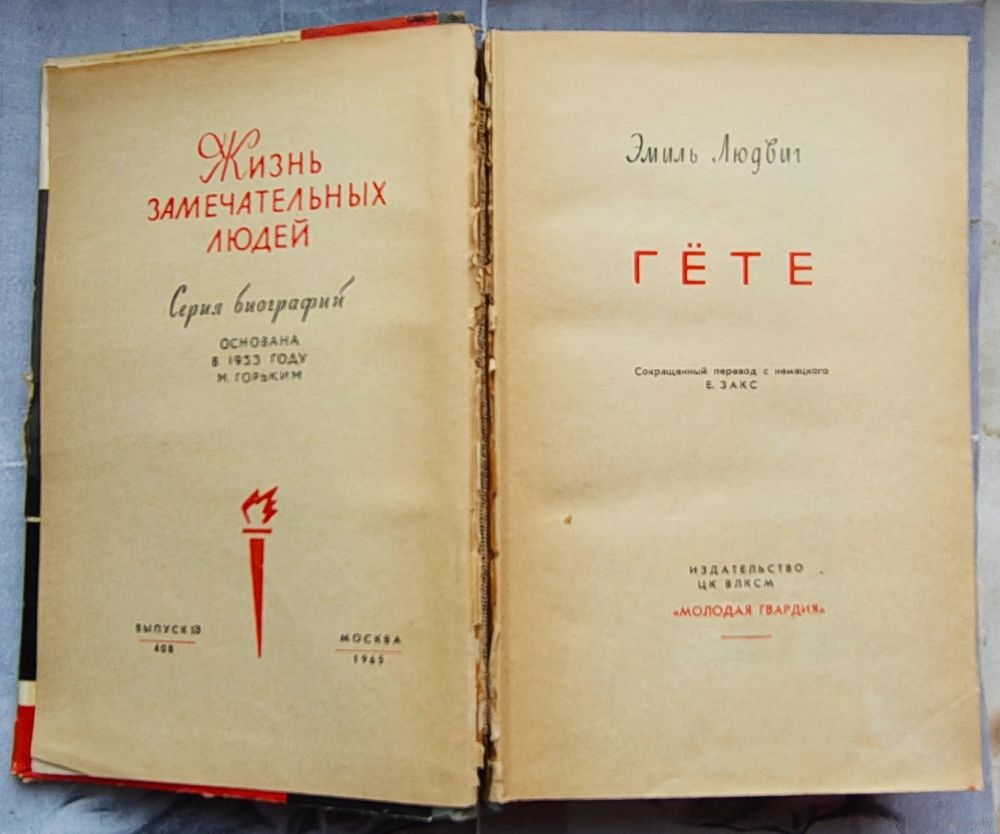 Жизнь
ЗАМЕЧАТЕЛЬНЫХ
ЛЮДЕЙ
Серия биографий
ОСНОВАНА
В 1933 ГОДУ
М. ГОРЬКИМ
ВЫПУСК 13
408
МОСКВА
1965
Эмиль Людвиг
ГЁТЕ
Сокращенный перевод с немецкого
Е. ЗАКС
ИЗДАТЕЛЬСТВО
ЦК ВЛКСМ
«МОЛОДАЯ ГВАРДИЯ»